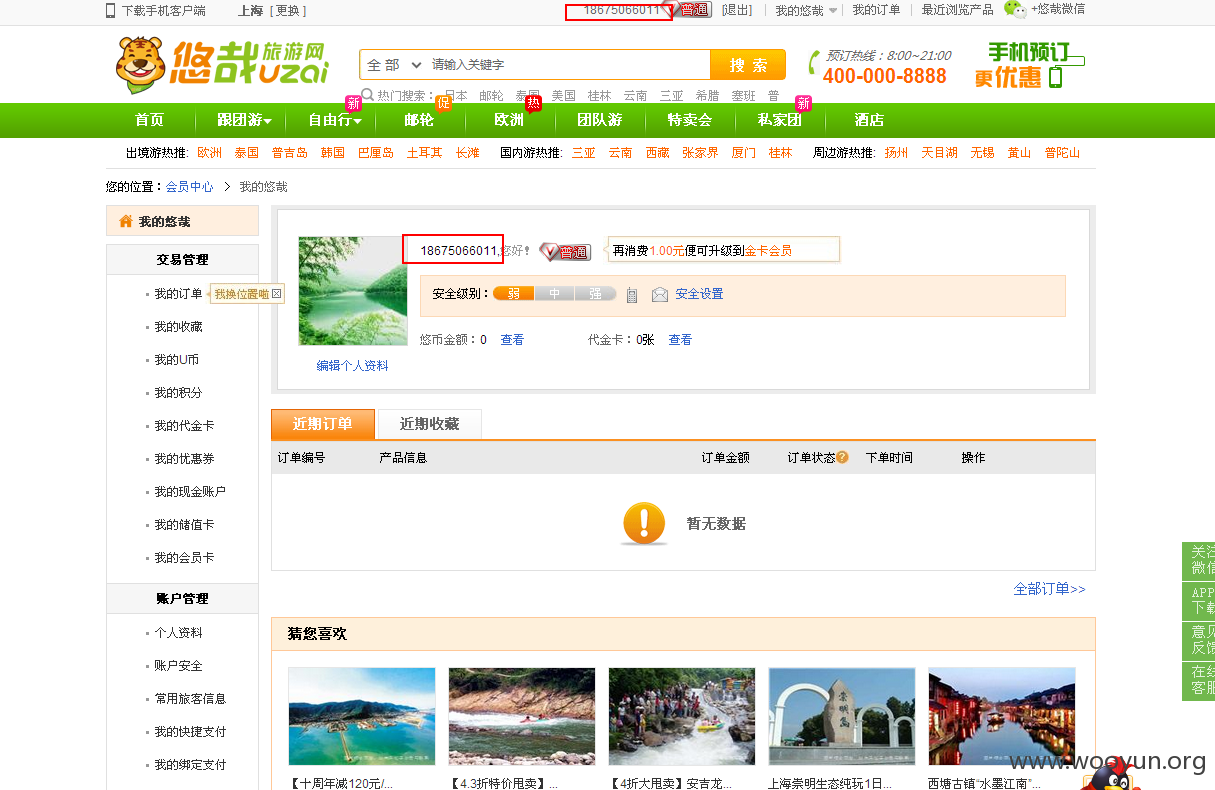 下载手机客户端 上海 [ 更换 ] 18675066011 普通 [退出] 我的悠哉 我的订单 最近浏览产品 +悠哉微信
悠哉旅游网 uzai
全 部 请输入关键字 搜 索
预订热线：8:00~21:00
400-000-8888
手机预订
更优惠
热门搜索： 日本 邮轮 泰国 美国 桂林 云南 三亚 希腊 塞班 普
新 促 热 新
首页 跟团游 自由行 邮轮 欧洲 团队游 特卖会 私家团 酒店
出境游热推: 欧洲 泰国 普吉岛 韩国 巴厘岛 土耳其 长滩 国内游热推: 三亚 云南 西藏 张家界 厦门 桂林 周边游热推: 扬州 天目湖 无锡 黄山 普陀山
您的位置：会员中心 > 我的悠哉
我的悠哉
交易管理
我的订单 我换位置啦
我的收藏
我的U币
我的积分
我的代金卡
我的优惠券
我的现金账户
我的储值卡
我的会员卡
账户管理
个人资料
账户安全
常用旅客信息
我的快捷支付
我的绑定支付
18675066011,您好! 普通 再消费1.00元便可升级到金卡会员
安全级别： 弱 中 强 安全设置
悠币金额：0 查看 代金卡：0张 查看
编辑个人资料
近期订单 近期收藏
订单编号 产品信息 订单金额 订单状态 ? 下单时间 操作
暂无数据
全部订单>>
猜您喜欢
崇明岛
【十周年减120元/... 【4.3折特价甩卖】... 【4折大甩卖】安吉龙... 上海崇明生态纯玩1日... 西塘古镇“水墨江南”...
关注
微信
APP
下载
意见
反馈
在线
客服
www.wooyun.org